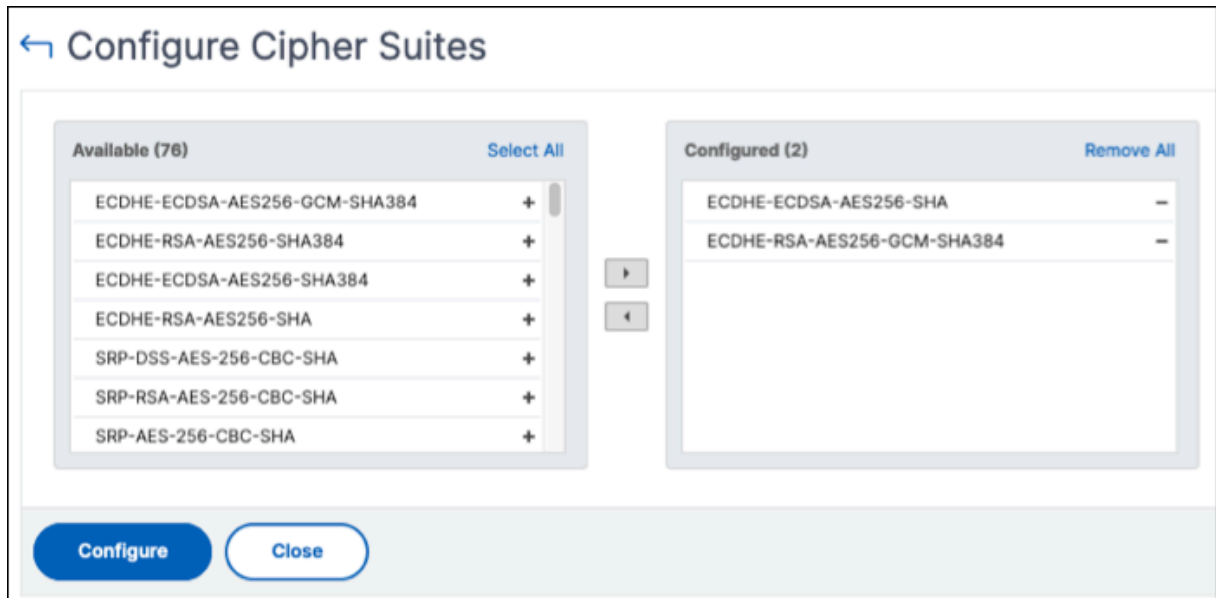 Configure Cipher Suites
Available (76) Select All
ECDHE-ECDSA-AES256-GCM-SHA384 +
ECDHE-RSA-AES256-SHA384 +
ECDHE-ECDSA-AES256-SHA384 +
ECDHE-RSA-AES256-SHA +
SRP-DSS-AES-256-CBC-SHA +
SRP-RSA-AES-256-CBC-SHA +
SRP-AES-256-CBC-SHA +
Configured (2) Remove All
ECDHE-ECDSA-AES256-SHA −
ECDHE-RSA-AES256-GCM-SHA384 −
Configure Close